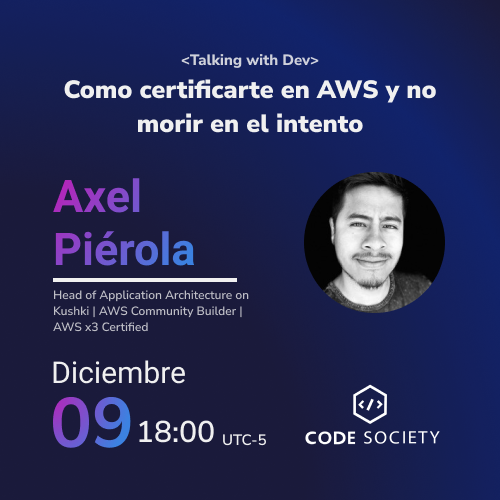 <Talking with Dev>
Como certificarte en AWS y no
morir en el intento
Axel
Piérola
Head of Application Architecture on
Kushki | AWS Community Builder |
AWS x3 Certified
Diciembre
09 18:00 UTC-5
</>
CODE SOCIETY